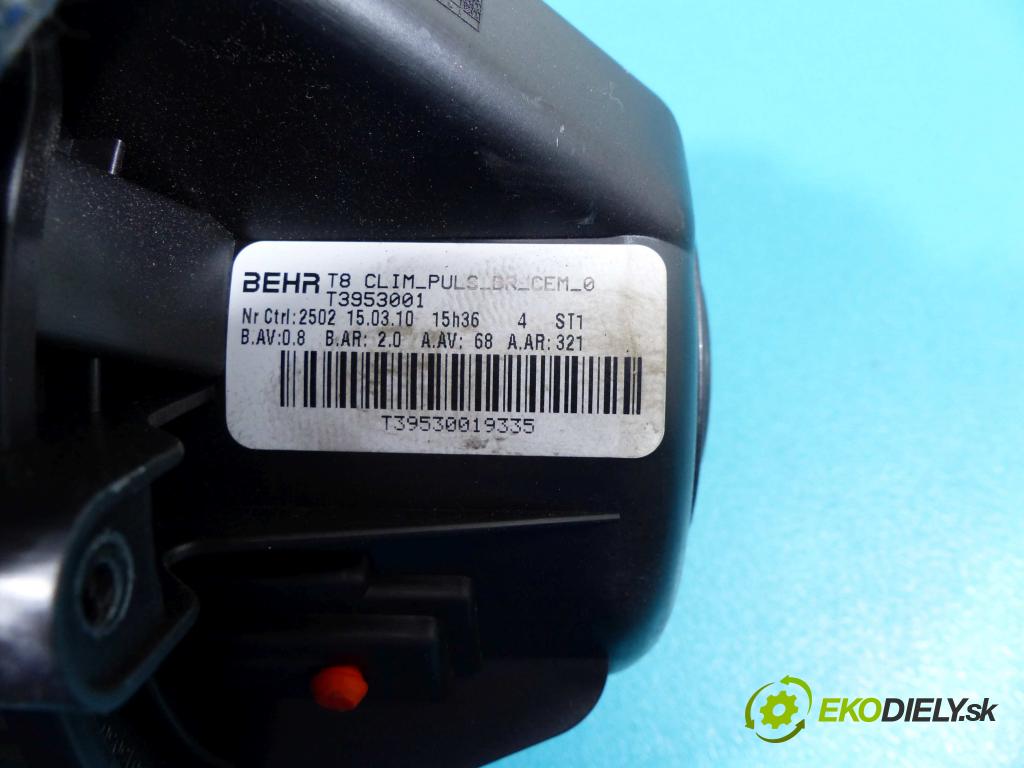 BEHR T8 CLIM_PULS_BR_CEM_0
T3953001
Nr Ctrl:2502 15.03.10 15h36 4 ST1
B.AV:0.8 B.AR: 2.0 A.AV: 68 A.AR:321
T39530019335
EKODIELY.sk